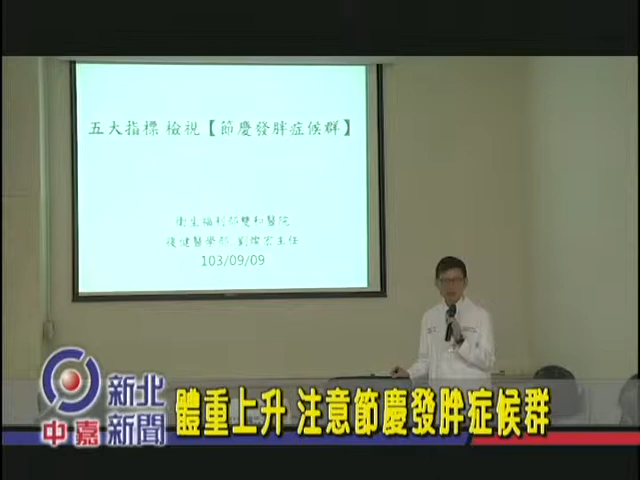 五大指標 檢視【節慶發胖症候群】
衛生福利部雙和醫院
復健醫學部 劉燦宏主任
103/09/09
新北
中嘉 新聞
體重上升 注意節慶發胖症候群